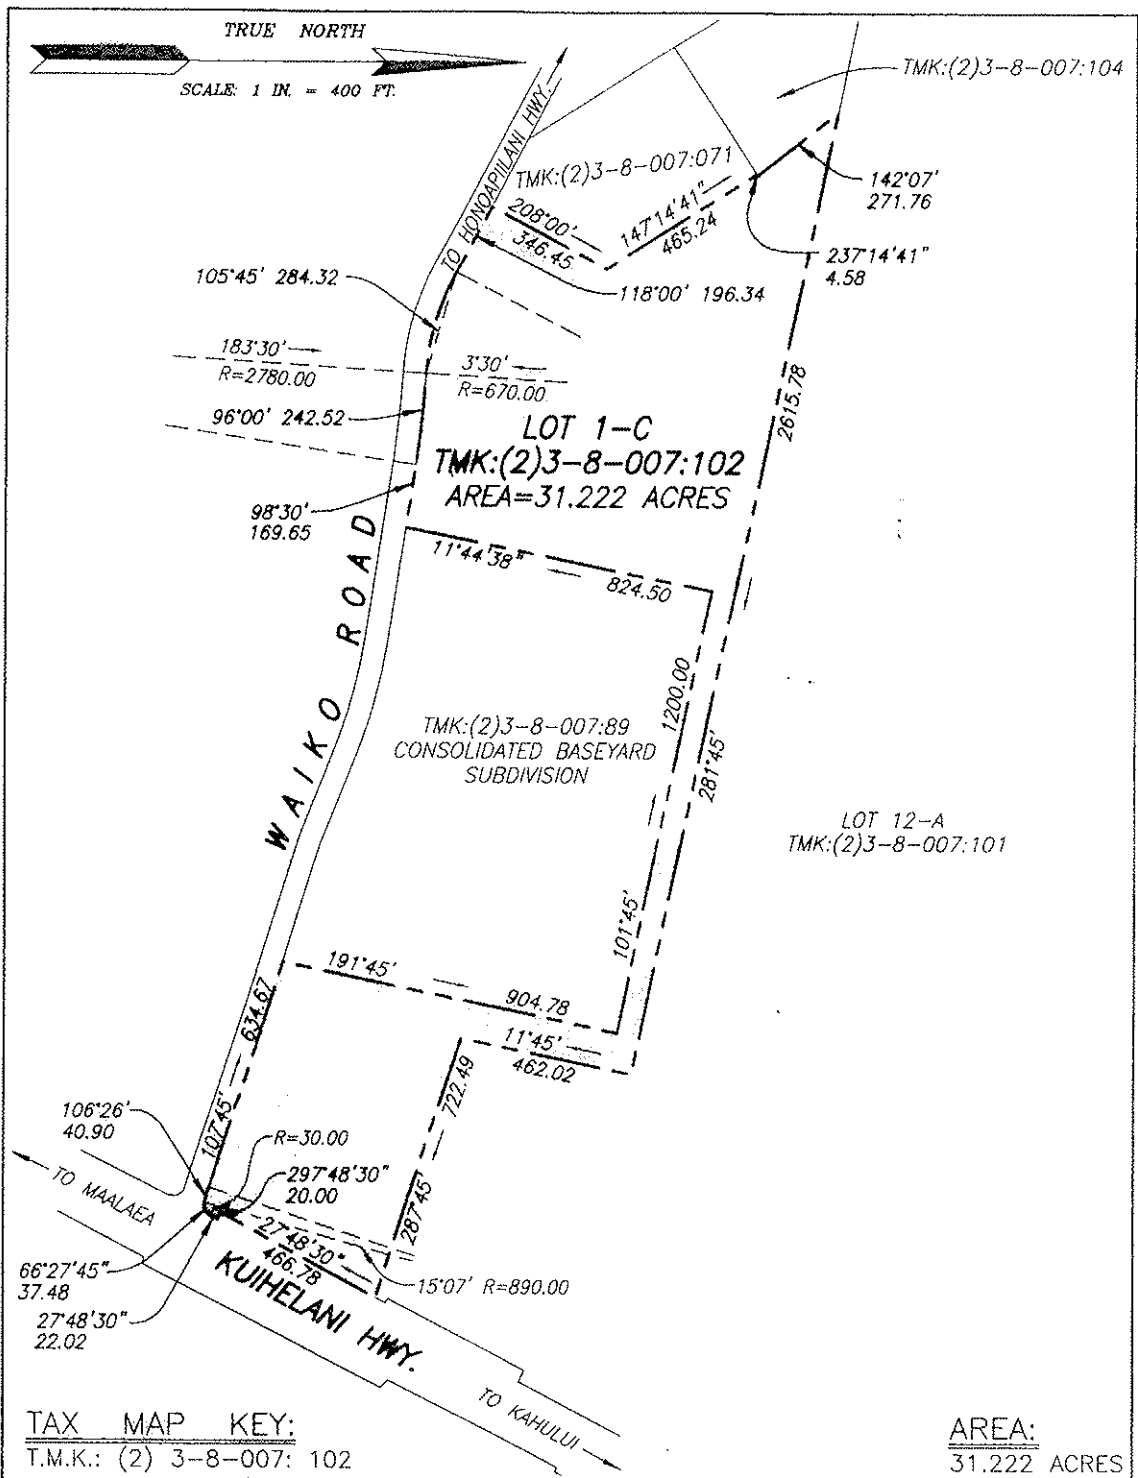 TRUE NORTH
SCALE: 1 IN. = 400 FT.
TMK:(2)3-8-007:104
TO HONOAPIILANI HWY.
TMK:(2)3-8-007:071
142°07'
271.76
208°00'
346.45
147°14'41"
465.24
237°14'41"
4.58
118°00' 196.34
105°45' 284.32
183°30'
R=2780.00
3°30'
R=670.00
96°00' 242.52
2615.78
LOT 1-C
TMK:(2)3-8-007:102
AREA=31.222 ACRES
98°30'
169.65
11°44'38"
824.50
WAIKO ROAD
1200.00
281°45'
TMK:(2)3-8-007:89
CONSOLIDATED BASEYARD
SUBDIVISION
LOT 12-A
TMK:(2)3-8-007:101
101°45'
191°45'
904.78
634.67
11°45'
462.02
722.49
106°26'
40.90
107°45'
R=30.00
297°48'30"
20.00
TO MAALAEA
287°45'
27°48'30"
466.78
15°07' R=890.00
66°27'45"
37.48
27°48'30"
22.02
KUIHELANI HWY.
TO KAHULUI
TAX MAP KEY:
T.M.K.: (2) 3-8-007: 102
AREA:
31.222 ACRES